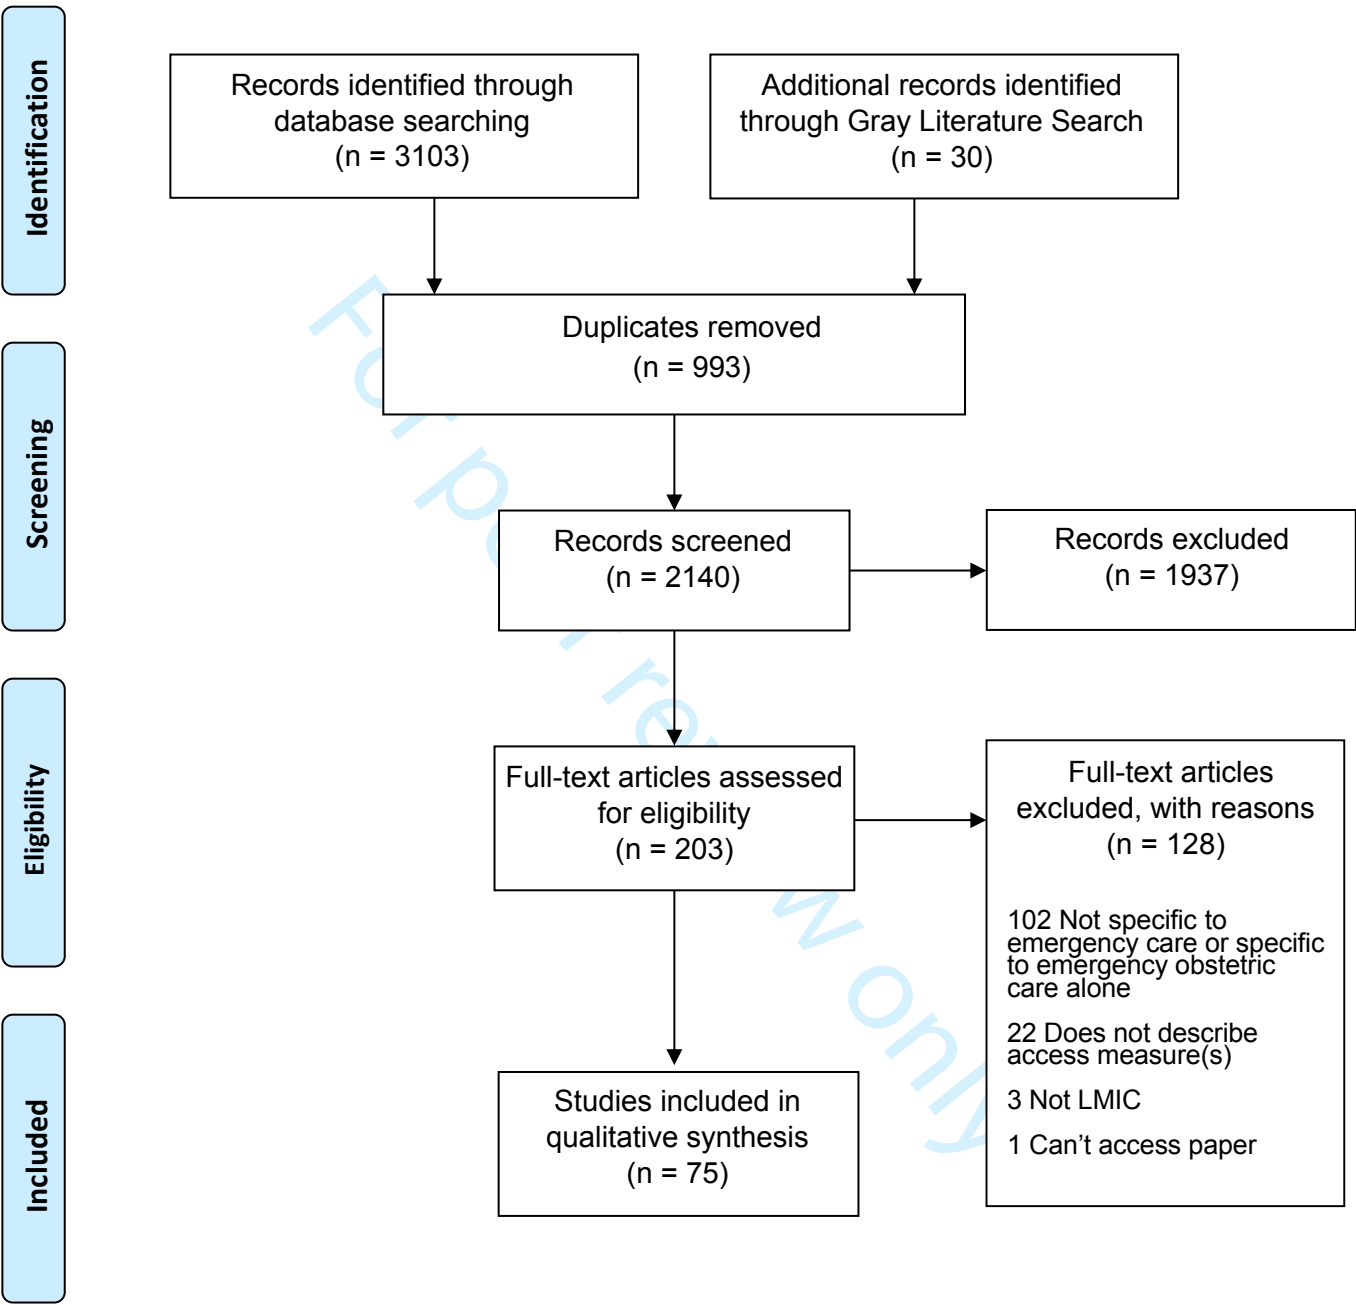 Identification
Records identified through
database searching
(n = 3103)
Additional records identified
through Gray Literature Search
(n = 30)
Duplicates removed
(n = 993)
Screening
Records screened
(n = 2140)
Records excluded
(n = 1937)
Eligibility
Full-text articles assessed
for eligibility
(n = 203)
Full-text articles
excluded, with reasons
(n = 128)
102 Not specific to
emergency care or specific
to emergency obstetric
care alone
22 Does not describe
access measure(s)
3 Not LMIC
1 Can’t access paper
Included
Studies included in
qualitative synthesis
(n = 75)
For peer review only